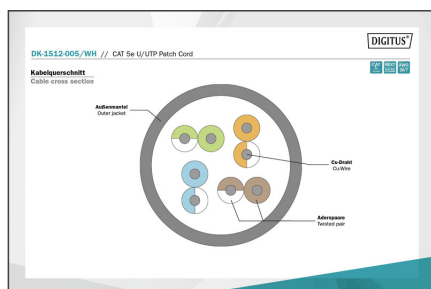 DIGITUS®
DK-1512-005/WH // CAT 5e U/UTP Patch Cord
Kabelquerschnitt
Cable cross section
Außenmantel
Outer jacket
Cu-Draht
Cu-Wire
Aderspaare
Twisted pair